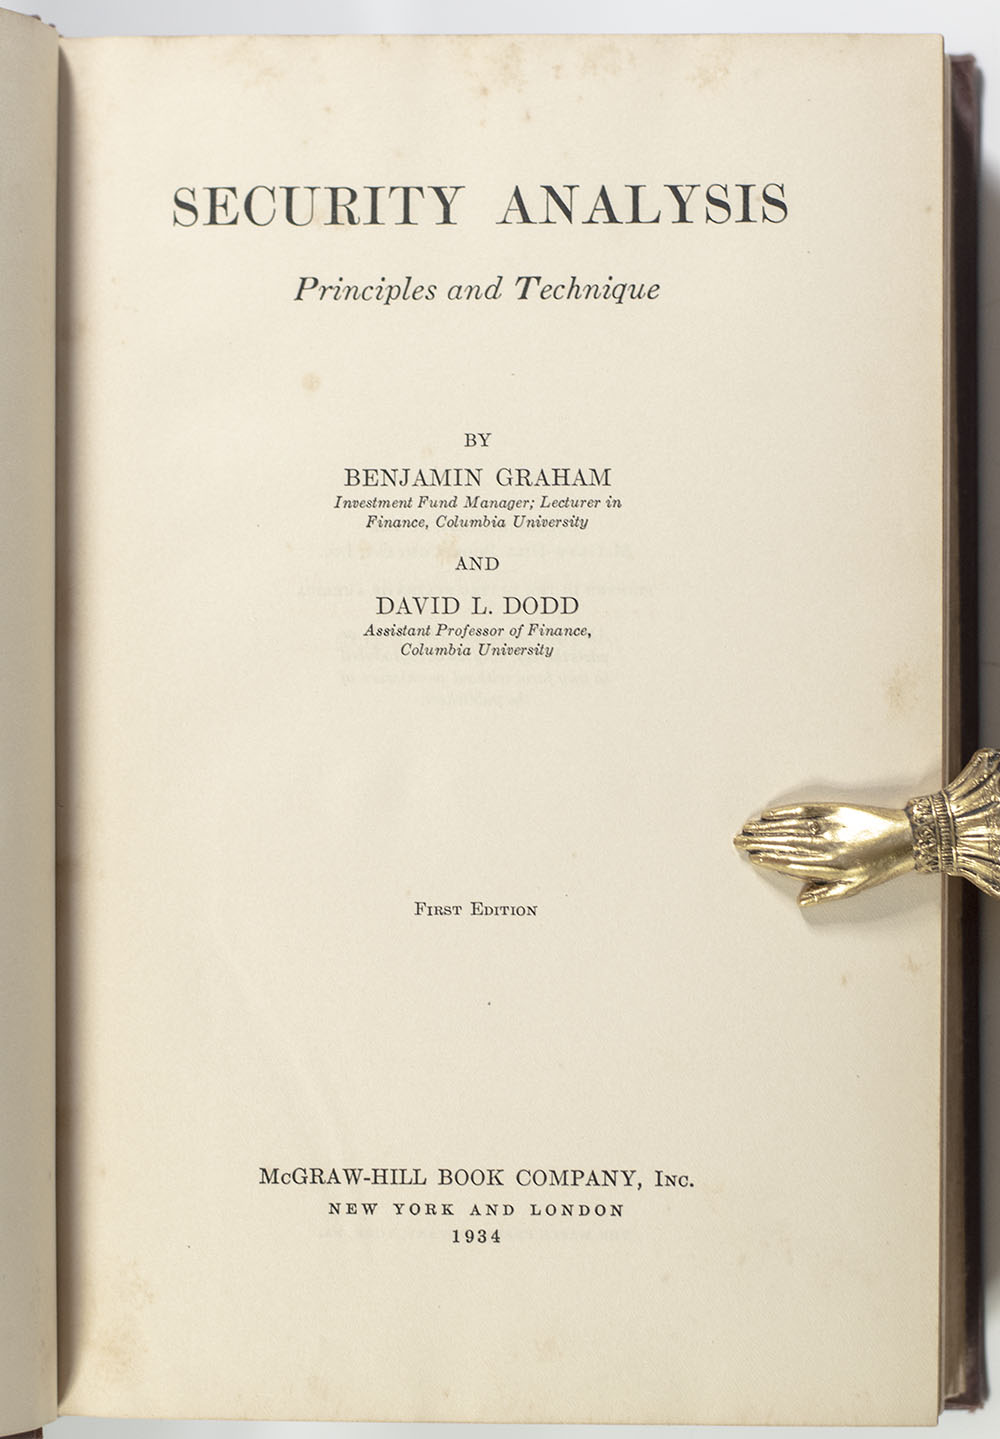 SECURITY ANALYSIS
Principles and Technique
BY
BENJAMIN GRAHAM
Investment Fund Manager; Lecturer in
Finance, Columbia University
AND
DAVID L. DODD
Assistant Professor of Finance,
Columbia University
FIRST EDITION
McGRAW-HILL BOOK COMPANY, INC.
NEW YORK AND LONDON
1934